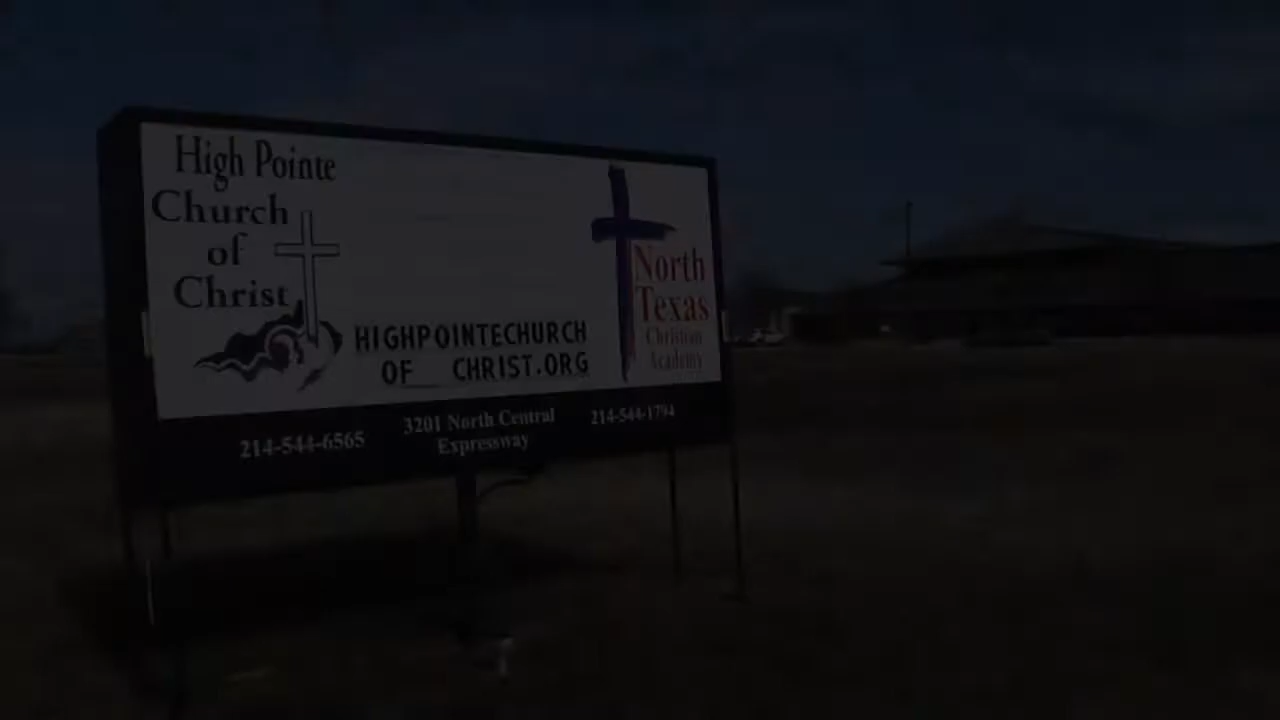 High Pointe
Church
of
Christ
HIGHPOINTECHURCH
OF CHRIST.ORG
North
Texas
Christian
Academy
214-544-6565
3201 North Central
Expressway
214-544-1794